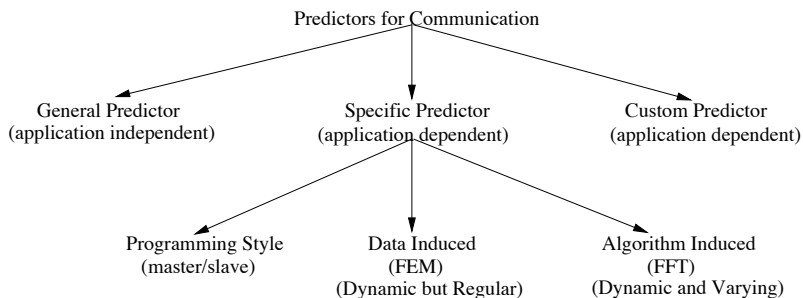 Predictors for Communication
General Predictor
(application independent)
Specific Predictor
(application dependent)
Custom Predictor
(application dependent)
Programming Style
(master/slave)
Data Induced
(FEM)
(Dynamic but Regular)
Algorithm Induced
(FFT)
(Dynamic and Varying)